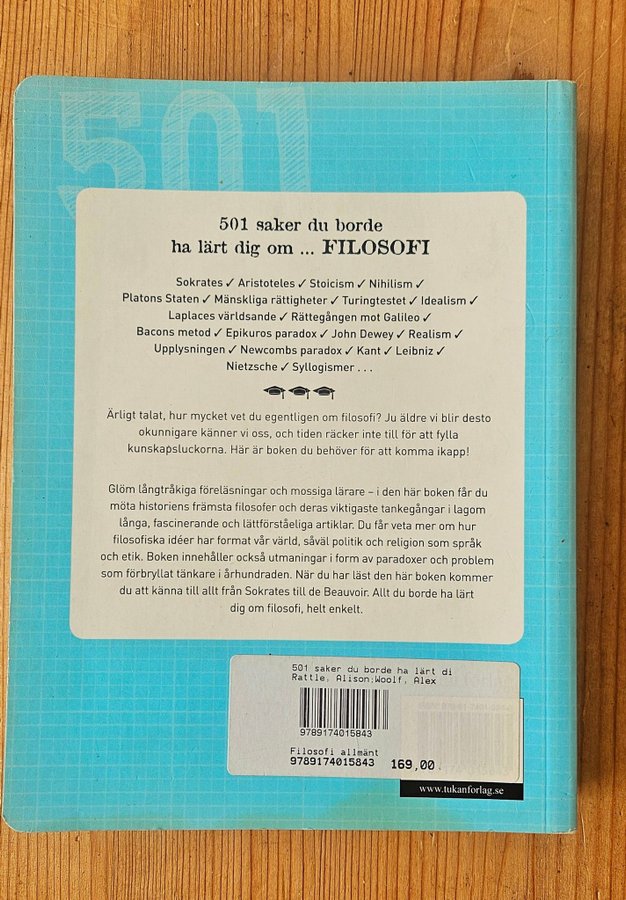 501
501 saker du borde
ha lärt dig om ... FILOSOFI
Sokrates ✓ Aristoteles ✓ Stoicism ✓ Nihilism ✓
Platons Staten ✓ Mänskliga rättigheter ✓ Turingtestet ✓ Idealism ✓
Laplaces världsande ✓ Rättegången mot Galileo ✓
Bacons metod ✓ Epikuros paradox ✓ John Dewey ✓ Realism ✓
Upplysningen ✓ Newcombs paradox ✓ Kant ✓ Leibniz ✓
Nietzsche ✓ Syllogismer . . .
Ärligt talat, hur mycket vet du egentligen om filosofi? Ju äldre vi blir desto
okunnigare känner vi oss, och tiden räcker inte till för att fylla
kunskapsluckorna. Här är boken du behöver för att komma ikapp!
Glöm långtråkiga föreläsningar och mossiga lärare – i den här boken får du
möta historiens främsta filosofer och deras viktigaste tankegångar i lagom
långa, fascinerande och lättförståeliga artiklar. Du får veta mer om hur
filosofiska idéer har format vår värld, såväl politik och religion som språk
och etik. Boken innehåller också utmaningar i form av paradoxer och problem
som förbryllat tänkare i århundraden. När du har läst den här boken kommer
du att känna till allt från Sokrates till de Beauvoir. Allt du borde ha lärt
dig om filosofi, helt enkelt.
501 saker du borde ha lärt di
Rattle, Alison;Woolf, Alex
9789174015843
Filosofi allmänt
9789174015843 169,00
www.tukanforlag.se